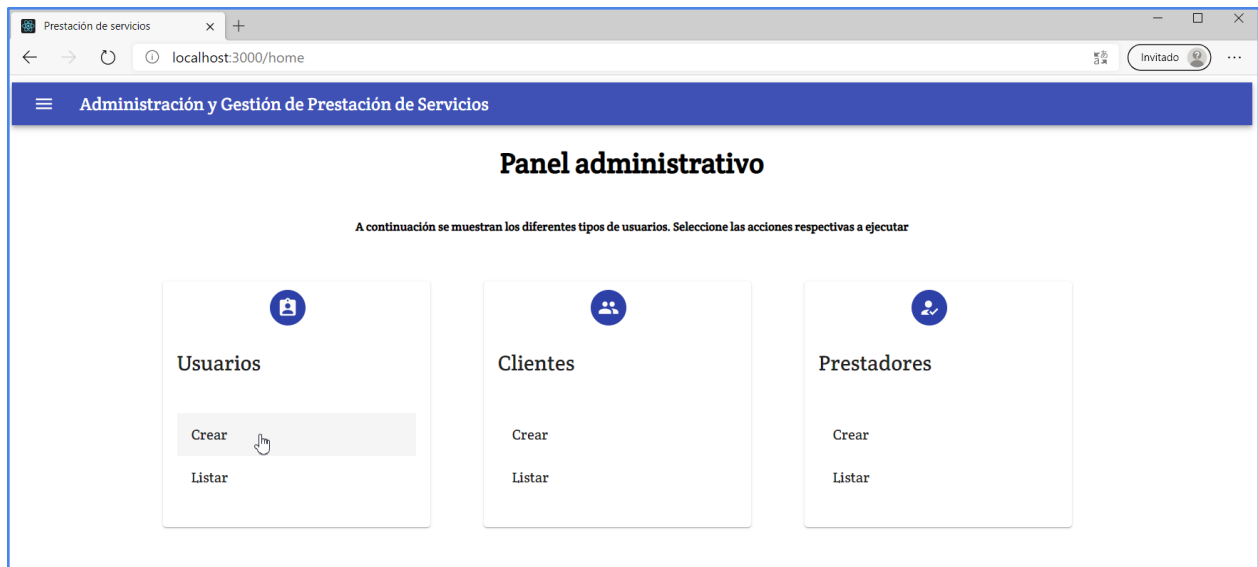 Prestación de servicios
localhost:3000/home
Invitado
Administración y Gestión de Prestación de Servicios
Panel administrativo
A continuación se muestran los diferentes tipos de usuarios. Seleccione las acciones respectivas a ejecutar
Usuarios
Crear
Listar
Clientes
Crear
Listar
Prestadores
Crear
Listar